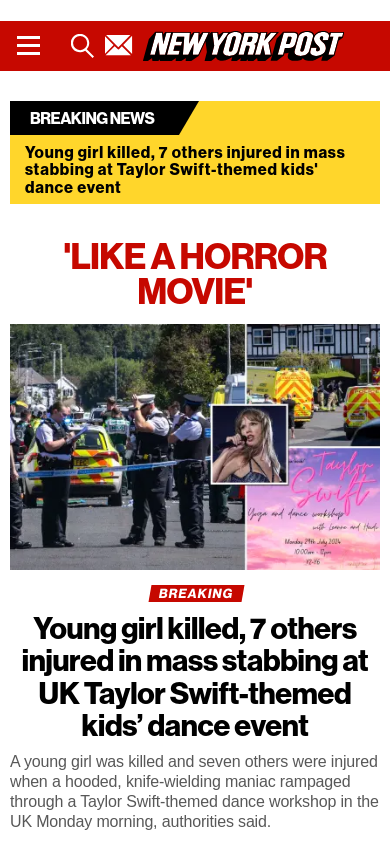 NEW YORK POST
BREAKING NEWS
Young girl killed, 7 others injured in mass
stabbing at Taylor Swift-themed kids'
dance event
'LIKE A HORROR
MOVIE'
Taylor
Swift
Yoga and dance workshop
with Leanne and Heidi
Monday 29th July 2024
10:00am - 12pm
BREAKING
Young girl killed, 7 others
injured in mass stabbing at
UK Taylor Swift-themed
kids’ dance event
A young girl was killed and seven others were injured
when a hooded, knife-wielding maniac rampaged
through a Taylor Swift-themed dance workshop in the
UK Monday morning, authorities said.